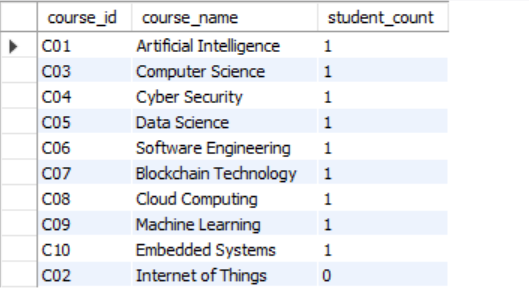 course_id course_name student_count
C01 Artificial Intelligence 1
C03 Computer Science 1
C04 Cyber Security 1
C05 Data Science 1
C06 Software Engineering 1
C07 Blockchain Technology 1
C08 Cloud Computing 1
C09 Machine Learning 1
C10 Embedded Systems 1
C02 Internet of Things 0